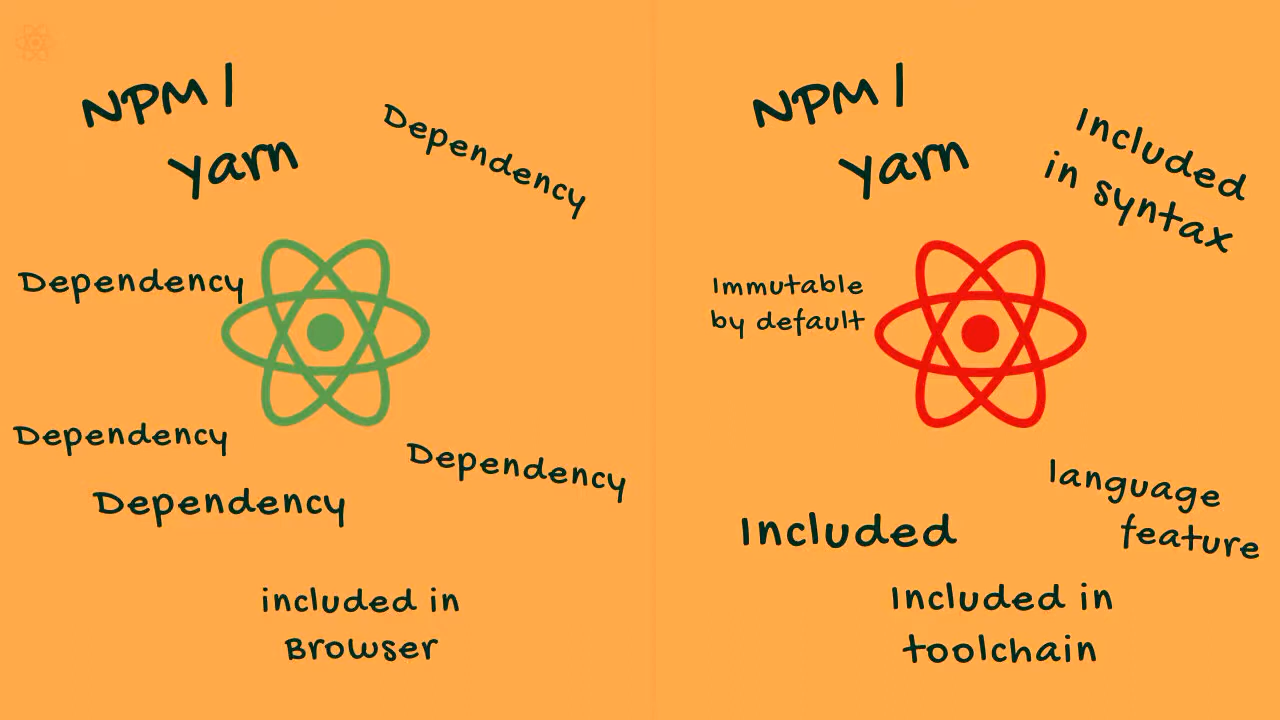 NPM |
yarn
Dependency
Dependency
Dependency
Dependency
Dependency
included in
Browser
NPM |
yarn
Included
in syntax
Immutable
by default
language
feature
Included
Included in
toolchain